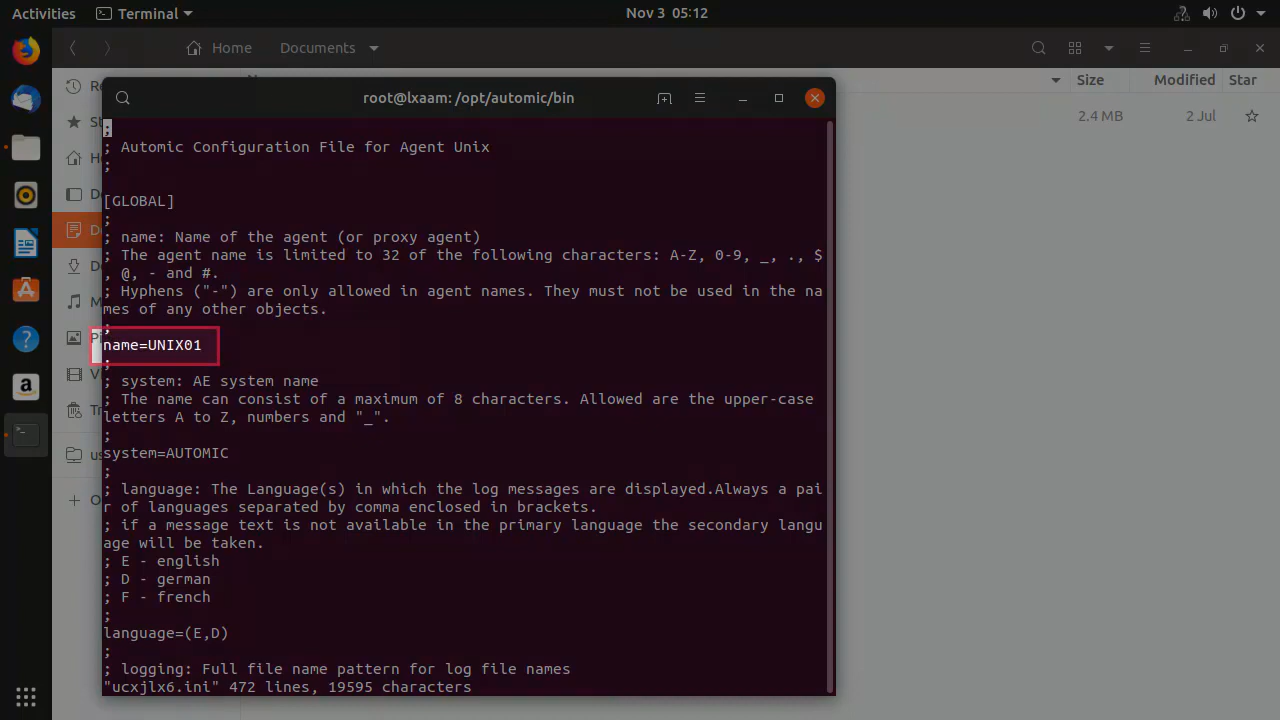 Activities
Terminal
Nov 3 05:12
Home
Documents
Size
Modified
Star
2.4 MB
2 Jul
root@lxaam: /opt/automic/bin
;
; Automic Configuration File for Agent Unix
;
[GLOBAL]
;
; name: Name of the agent (or proxy agent)
; The agent name is limited to 32 of the following characters: A-Z, 0-9, _, ., $
, @, - and #.
; Hyphens ("-") are only allowed in agent names. They must not be used in the na
mes of any other objects.
;
name=UNIX01
;
; system: AE system name
; The name can consist of a maximum of 8 characters. Allowed are the upper-case
letters A to Z, numbers and "_".
;
system=AUTOMIC
;
; language: The Language(s) in which the log messages are displayed.Always a pai
r of languages separated by comma enclosed in brackets.
; if a message text is not available in the primary language the secondary langu
age will be taken.
; E - english
; D - german
; F - french
;
language=(E,D)
;
; logging: Full file name pattern for log file names
"ucxjlx6.ini" 472 lines, 19595 characters